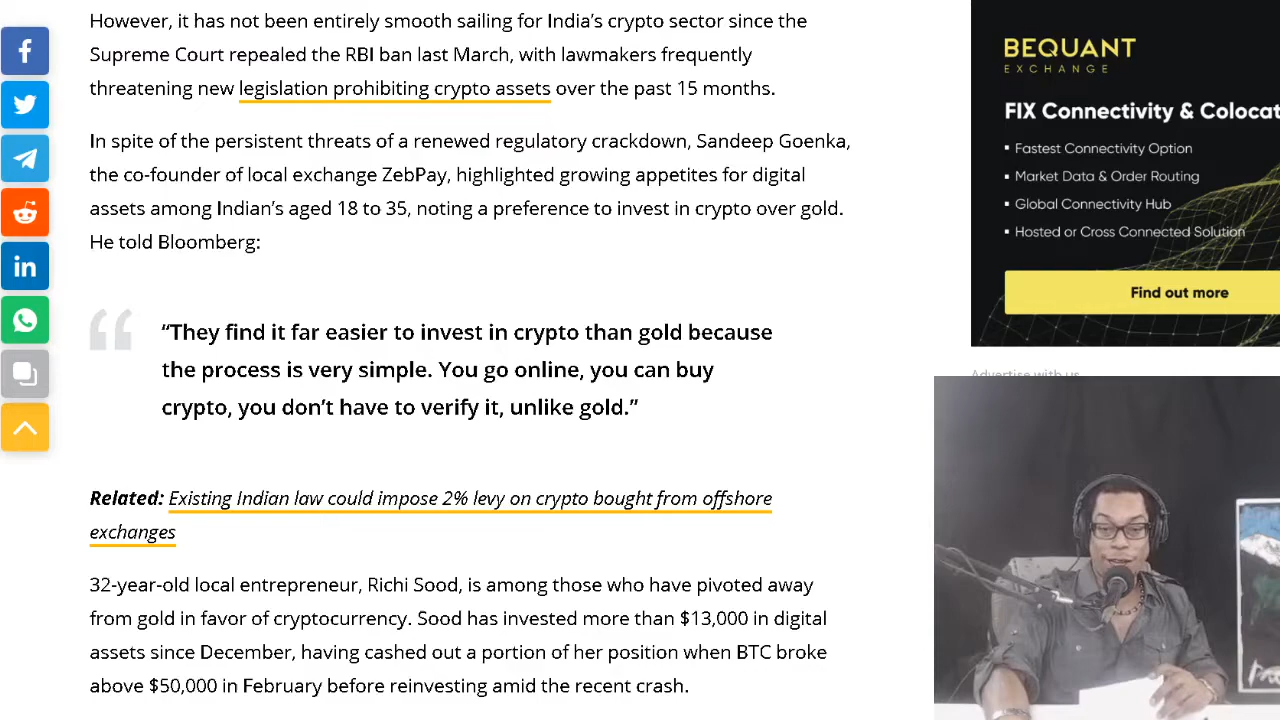 However, it has not been entirely smooth sailing for India’s crypto sector since the
Supreme Court repealed the RBI ban last March, with lawmakers frequently
threatening new legislation prohibiting crypto assets over the past 15 months.
In spite of the persistent threats of a renewed regulatory crackdown, Sandeep Goenka,
the co-founder of local exchange ZebPay, highlighted growing appetites for digital
assets among Indian’s aged 18 to 35, noting a preference to invest in crypto over gold.
He told Bloomberg:
“They find it far easier to invest in crypto than gold because
the process is very simple. You go online, you can buy
crypto, you don’t have to verify it, unlike gold.”
Related: Existing Indian law could impose 2% levy on crypto bought from offshore
exchanges
32-year-old local entrepreneur, Richi Sood, is among those who have pivoted away
from gold in favor of cryptocurrency. Sood has invested more than $13,000 in digital
assets since December, having cashed out a portion of her position when BTC broke
above $50,000 in February before reinvesting amid the recent crash.
BEQUANT
EXCHANGE
FIX Connectivity & Colocat
▪ Fastest Connectivity Option
▪ Market Data & Order Routing
▪ Global Connectivity Hub
▪ Hosted or Cross Connected Solution
Find out more
Advertise with us